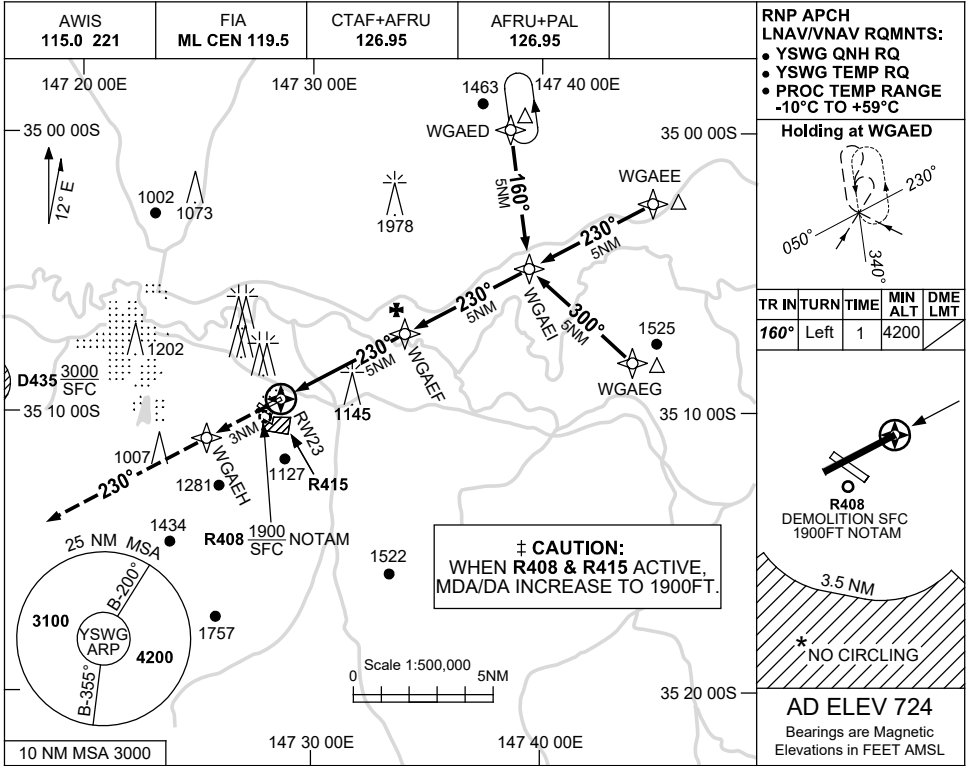 AWIS
115.0 221
FIA
ML CEN 119.5
CTAF+AFRU
126.95
AFRU+PAL
126.95
RNP APCH
LNAV/VNAV RQMNTS:
• YSWG QNH RQ
• YSWG TEMP RQ
• PROC TEMP RANGE
-10°C TO +59°C
147 20 00E
147 30 00E
147 40 00E
1463
35 00 00S
35 00 00S
WGAED
Holding at WGAED
230°
050°
340°
12° E
1002
1073
1978
160°
5NM
WGAEE
230°
5NM
WGAEI
230°
5NM
300°
5NM
1525
WGAEG
TR IN
TURN
TIME
MIN ALT
DME LMT
160°
Left
1
4200
1202
D435 3000
SFC
35 10 00S
35 10 00S
230°
5NM
WGAEF
1145
RW23
3NM
WGAEH
230°
1007
1281
1127
R415
R408 1900 NOTAM
SFC
R408
DEMOLITION SFC
1900FT NOTAM
3.5 NM
*NO CIRCLING
1434
1522
1757
‡ CAUTION:
WHEN R408 & R415 ACTIVE,
MDA/DA INCREASE TO 1900FT.
25 NM MSA
B-200°
3100
YSWG
ARP
4200
B-355°
Scale 1:500,000
0
5NM
35 20 00S
10 NM MSA 3000
147 30 00E
147 40 00E
AD ELEV 724
Bearings are Magnetic
Elevations in FEET AMSL